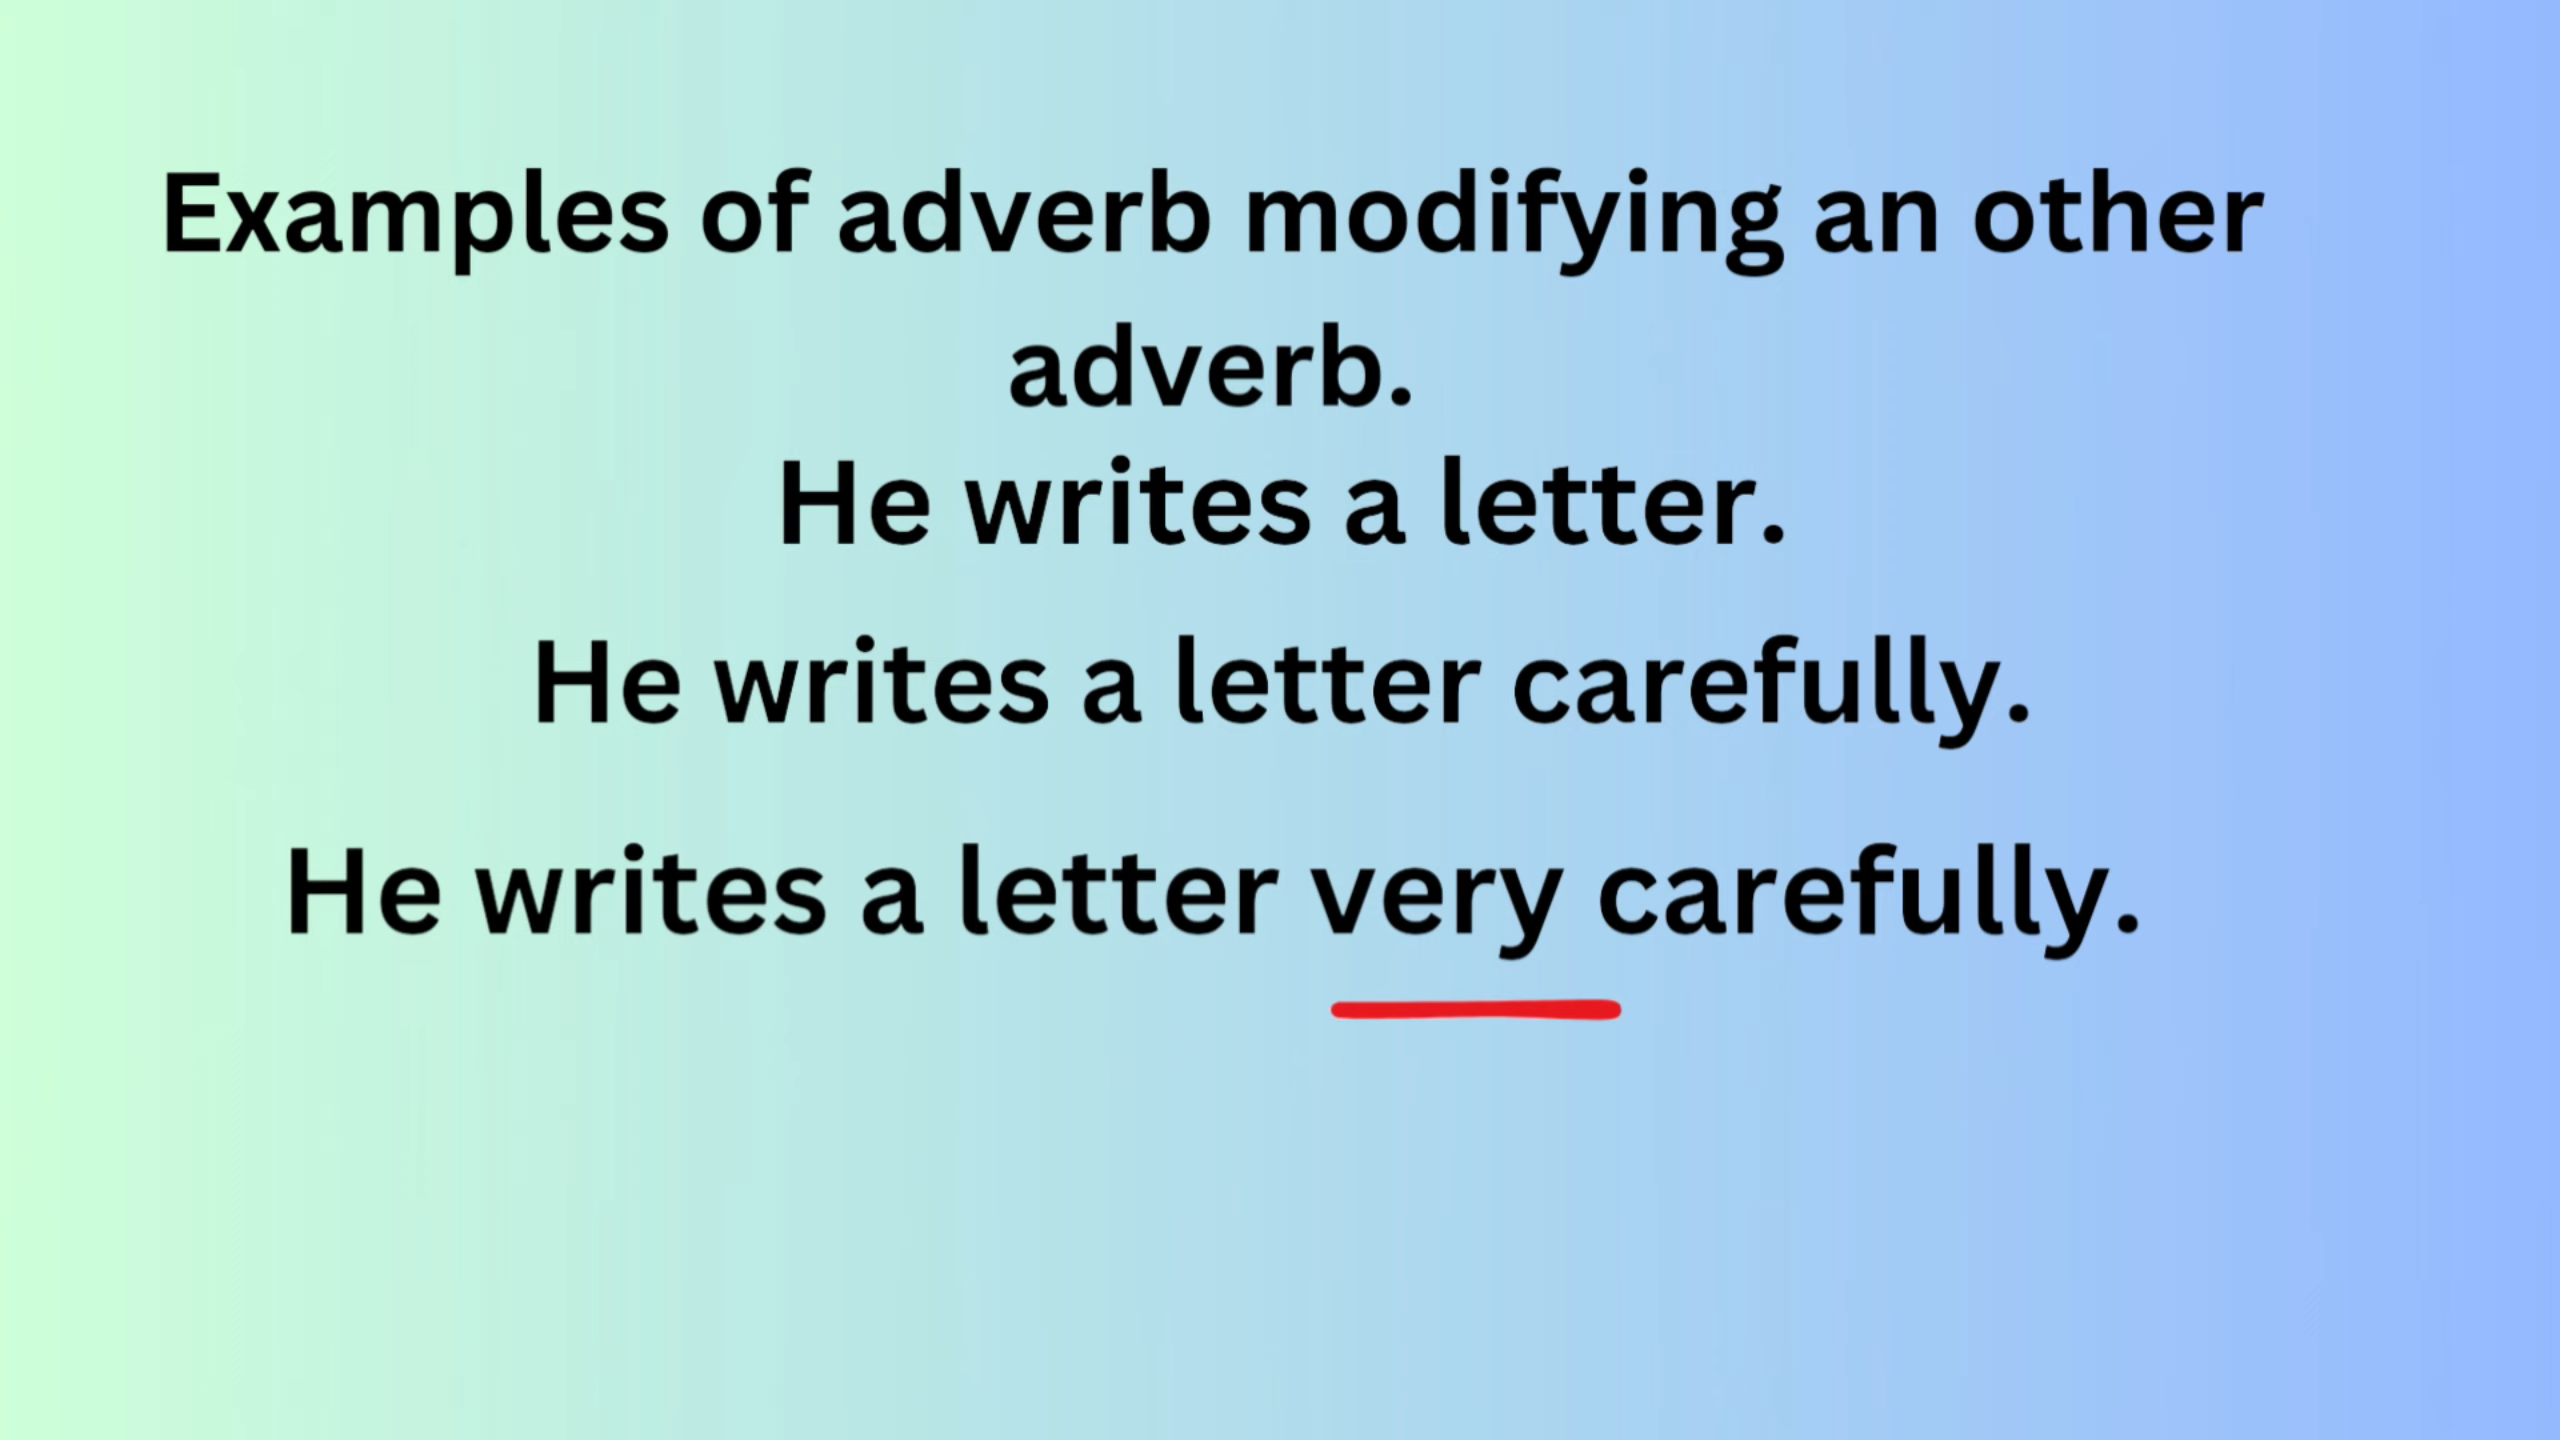 Examples of adverb modifying an other
adverb.
He writes a letter.
He writes a letter carefully.
He writes a letter very carefully.